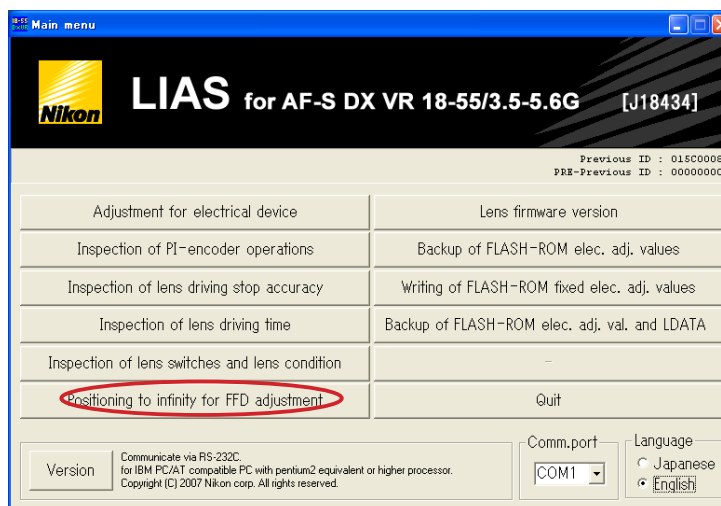 18-55
DXVR
Main menu
Nikon
LIAS for AF-S DX VR 18-55/3.5-5.6G [J18434]
Previous ID : 015C0008
PRE-Previous ID : 0000000C
Adjustment for electrical device
Lens firmware version
Inspection of PI-encoder operations
Backup of FLASH-ROM elec. adj. values
Inspection of lens driving stop accuracy
Writing of FLASH-ROM fixed elec. adj. values
Inspection of lens driving time
Backup of FLASH-ROM elec. adj. val. and LDATA
Inspection of lens switches and lens condition
-
Positioning to infinity for FFD adjustment
Quit
Version
Communicate via RS-232C.
for IBM PC/AT compatible PC with pentium2 equivalent or higher processor.
Copyright (C) 2007 Nikon corp. All rights reserved.
Comm.port
COM1
Language
Japanese
English